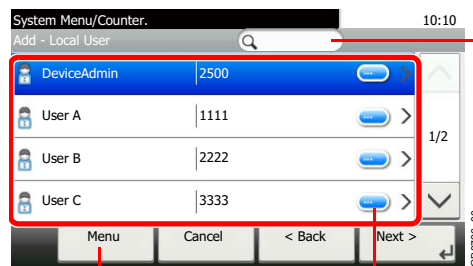 System Menu/Counter.
10:10
Add - Local User
DeviceAdmin 2500
User A 1111
1/2
User B 2222
User C 3333
Menu Cancel < Back Next >